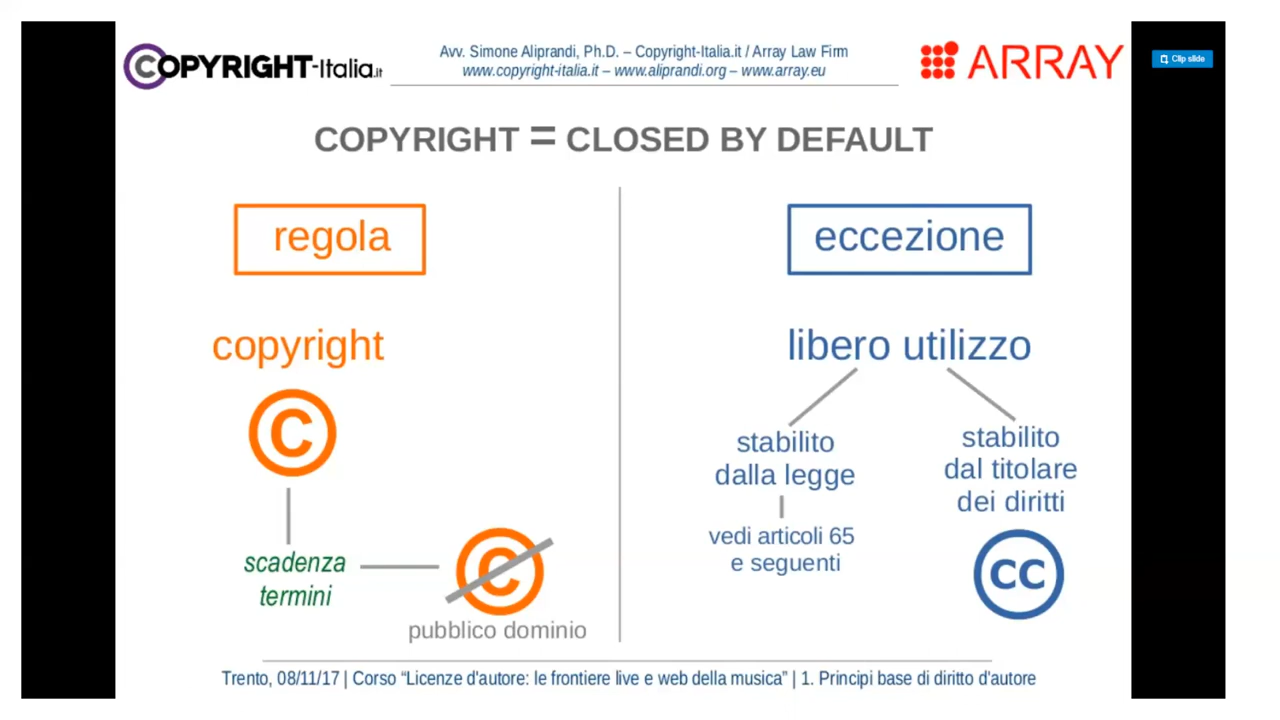 COPYRIGHT-Italia.it
Avv. Simone Aliprandi, Ph.D. – Copyright-Italia.it / Array Law Firm
www.copyright-italia.it – www.aliprandi.org – www.array.eu
ARRAY
Clip slide
COPYRIGHT = CLOSED BY DEFAULT
regola
copyright
C
scadenza
termini
C
pubblico dominio
eccezione
libero utilizzo
stabilito
dalla legge
vedi articoli 65
e seguenti
stabilito
dal titolare
dei diritti
CC
Trento, 08/11/17 | Corso “Licenze d'autore: le frontiere live e web della musica” | 1. Principi base di diritto d'autore